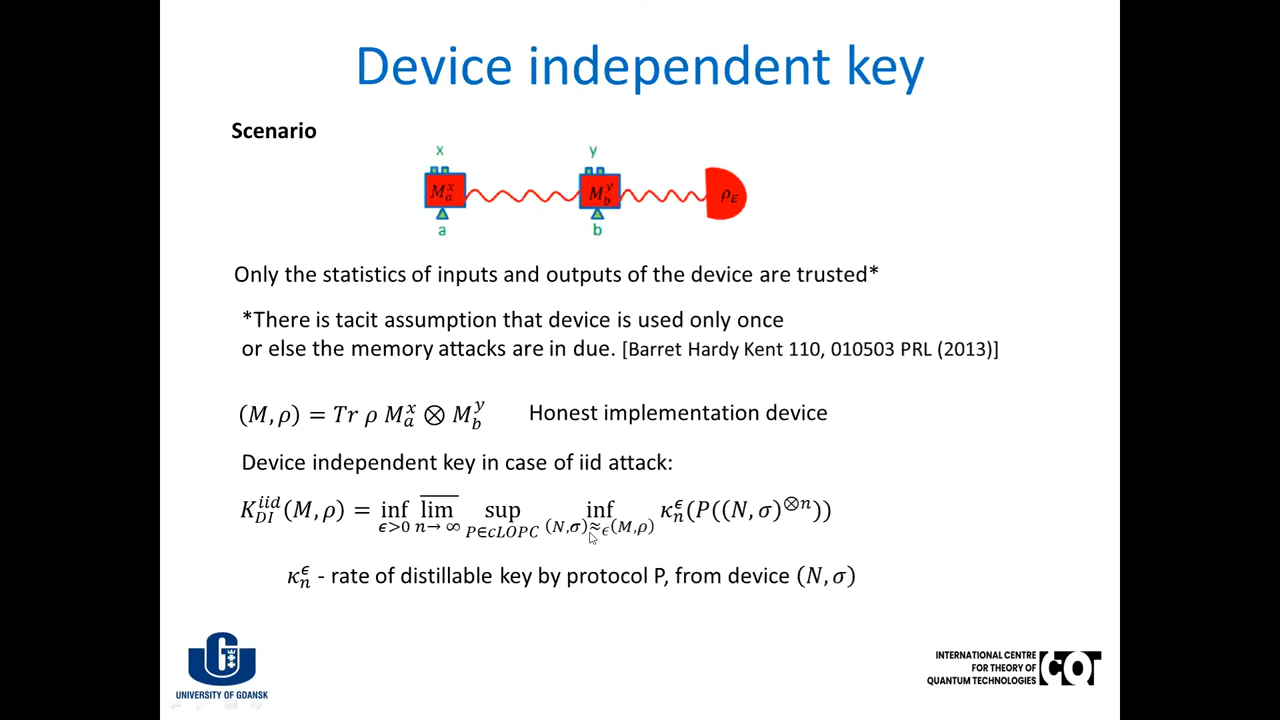 Device independent key
Scenario
x y
M_a^x M_b^y ρ_E
a b
Only the statistics of inputs and outputs of the device are trusted*
*There is tacit assumption that device is used only once
or else the memory attacks are in due. [Barret Hardy Kent 110, 010503 PRL (2013)]
(M, ρ) = Tr ρ M_a^x ⊗ M_b^y Honest implementation device
Device independent key in case of iid attack:
K_{DI}^{iid}(M, ρ) = inf_{ϵ>0} \overline{lim}_{n→∞} sup_{P∈cLOPC} inf_{(N,σ)≈_ϵ(M,ρ)} κ_n^ϵ(P((N, σ)^{⊗n}))
κ_n^ϵ - rate of distillable key by protocol P, from device (N, σ)
UNIVERSITY OF GDAŃSK
INTERNATIONAL CENTRE
FOR THEORY OF
QUANTUM TECHNOLOGIES